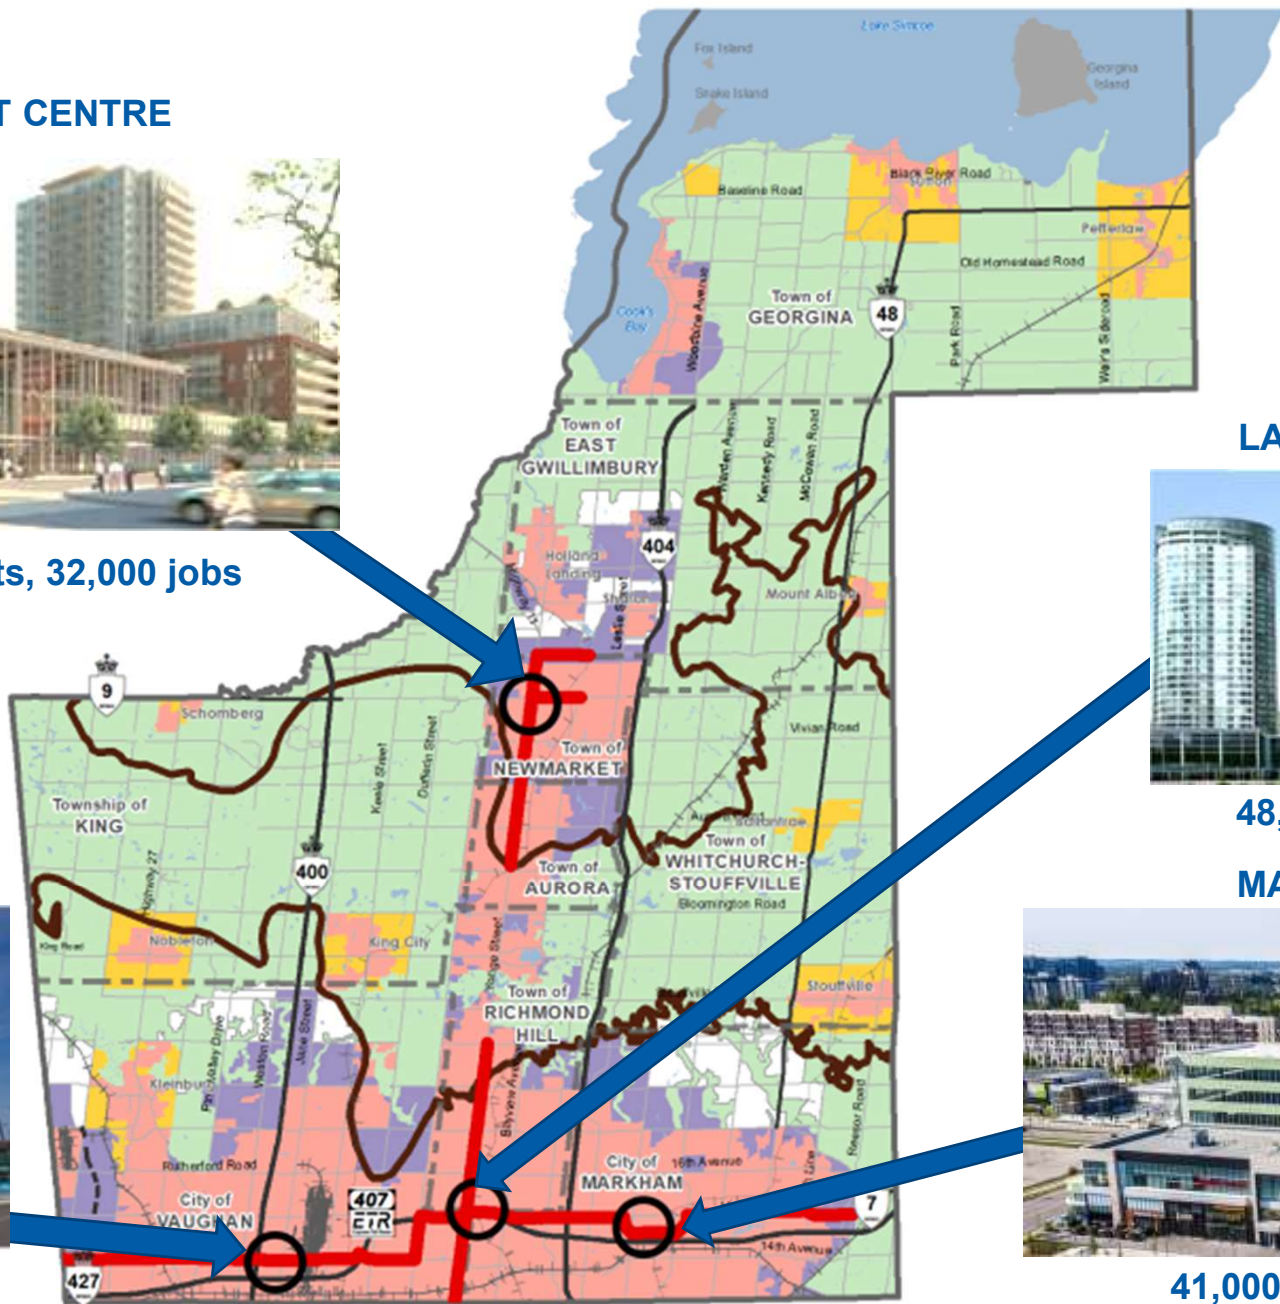 Lake Simcoe
Fox Island
Georgina
Island
Snake Island
T CENTRE
Black River Road
Sutton
Baseline Road
Pefferlaw
Old Homestead Road
Town of
GEORGINA
48
Cook's
Bay
Woodbine Avenue
Park Road
Weir's Sideroad
Town of
EAST
GWILLIMBURY
Warden Avenue
Kennedy Road
McCowan Road
LA
404
Holland
Landing
Highway 11
Sharon
Leslie Street
Mount Albert
ts, 32,000 jobs
9
Schomberg
Vivian Road
Keele Street
Dufferin Street
Town of
NEWMARKET
Township of
KING
48,
Ballantrae
Town of
WHITCHURCH-
STOUFFVILLE
Bloomington Road
400
Highway 27
Town of
AURORA
MA
King Road
Nobleton
King City
Yonge Street
Stouffville
Town of
RICHMOND
HILL
Pine Valley Drive
Weston Road
Jane Street
Kleinburg
Bayview Avenue
Reesor Road
Rutherford Road
City of
MARKHAM
16th Avenue
Line
City of
VAUGHAN
407
ETR
7
14th Avenue
427
41,000